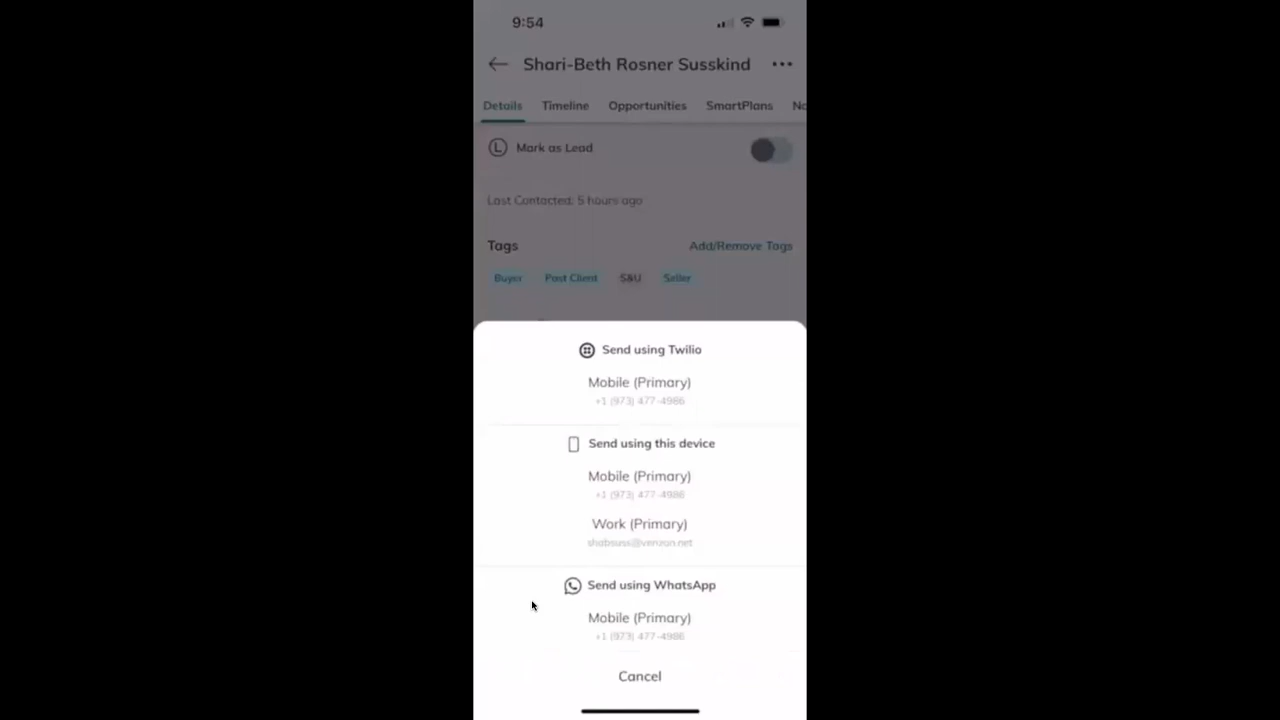 9:54
Shari-Beth Rosner Susskind
Details Timeline Opportunities SmartPlans No
L Mark as Lead
Last Contacted: 5 hours ago
Tags Add/Remove Tags
Buyer Past Client S&U Seller
Send using Twilio
Mobile (Primary)
+1 (973) 477-4986
Send using this device
Mobile (Primary)
+1 (973) 477-4986
Work (Primary)
Send using WhatsApp
Mobile (Primary)
+1 (973) 477-4986
Cancel